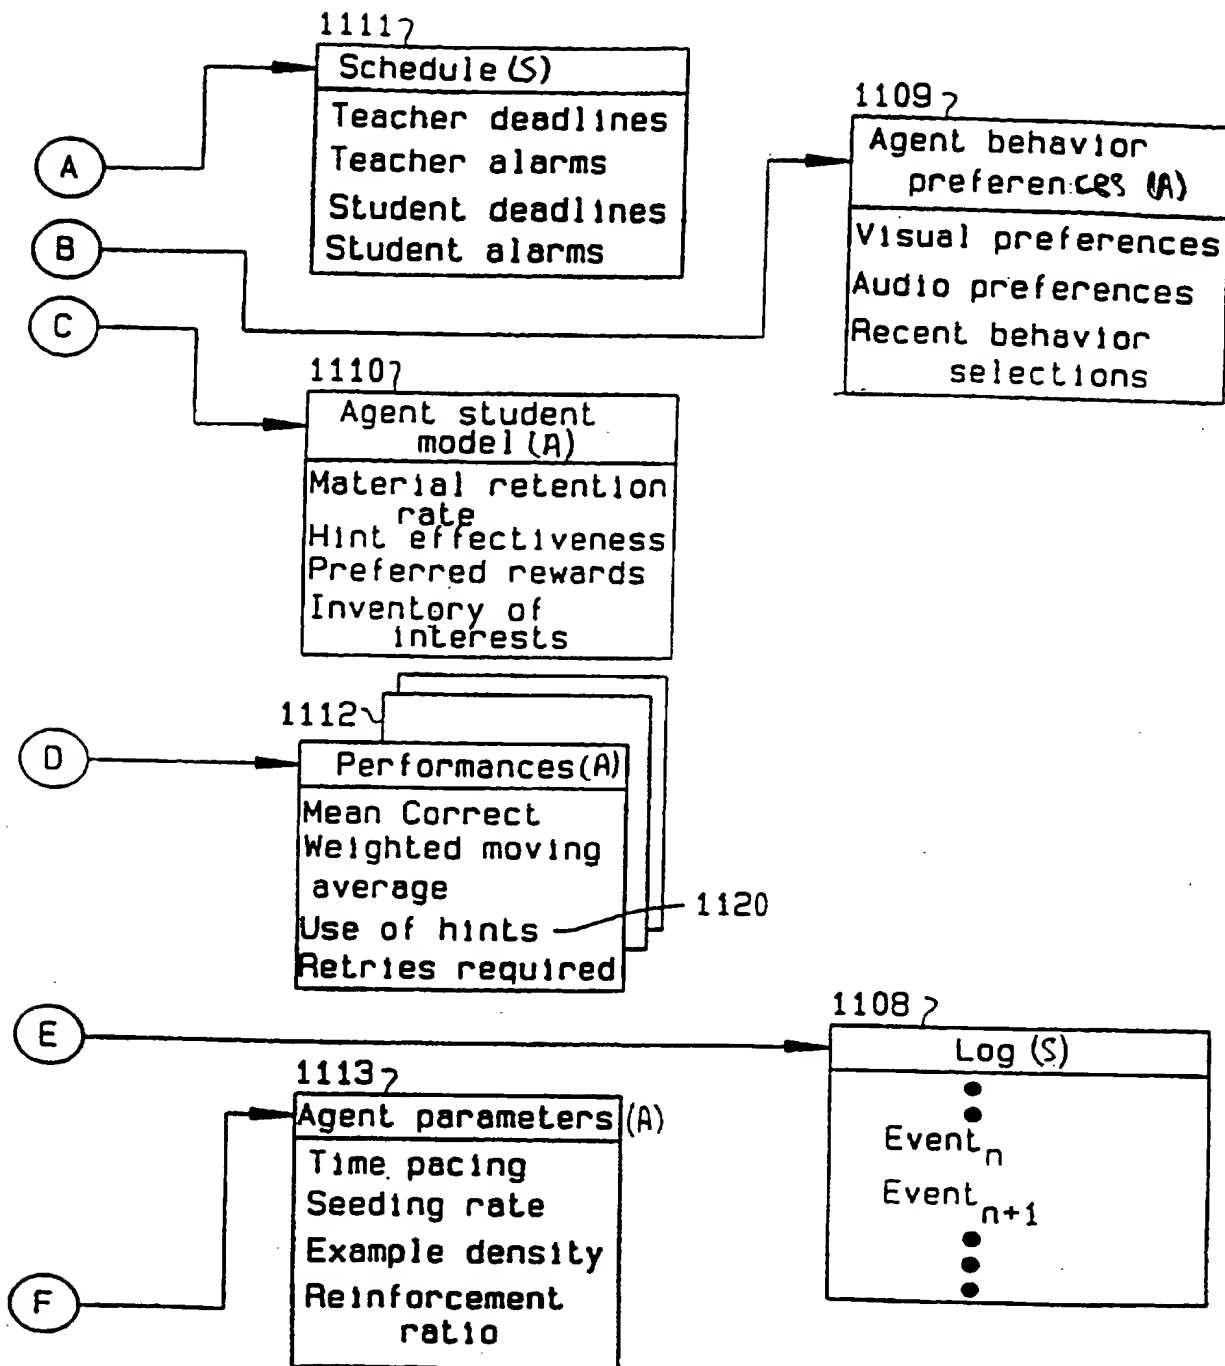 1111
Schedule (S)
Teacher deadlines
Teacher alarms
Student deadlines
Student alarms
A
B
C
1109
Agent behavior
preferences (A)
Visual preferences
Audio preferences
Recent behavior
selections
1110
Agent student
model (A)
Material retention
rate
Hint effectiveness
Preferred rewards
Inventory of
interests
D
1112
Performances (A)
Mean Correct
Weighted moving
average
Use of hints
1120
Retries required
E
1108
Log (S)
Event n
Event n+1
1113
Agent parameters (A)
Time pacing
Seeding rate
Example density
Reinforcement
ratio
F